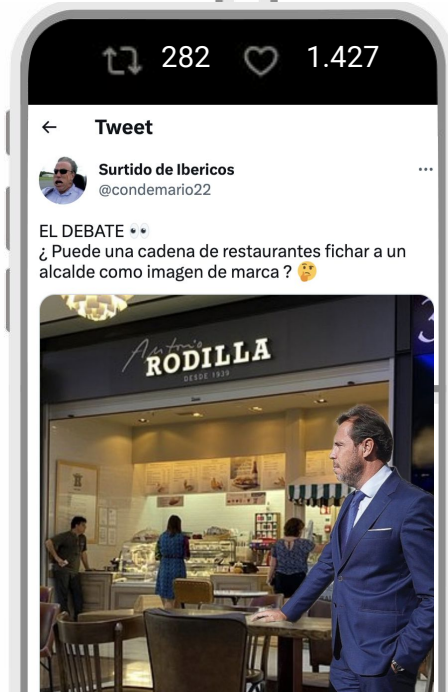 282 1.427
Tweet
Surtido de Ibericos
@condemario22
EL DEBATE 👀
¿ Puede una cadena de restaurantes fichar a un
alcalde como imagen de marca ? 🤔
Antonio
RODILLA
DESDE 1939